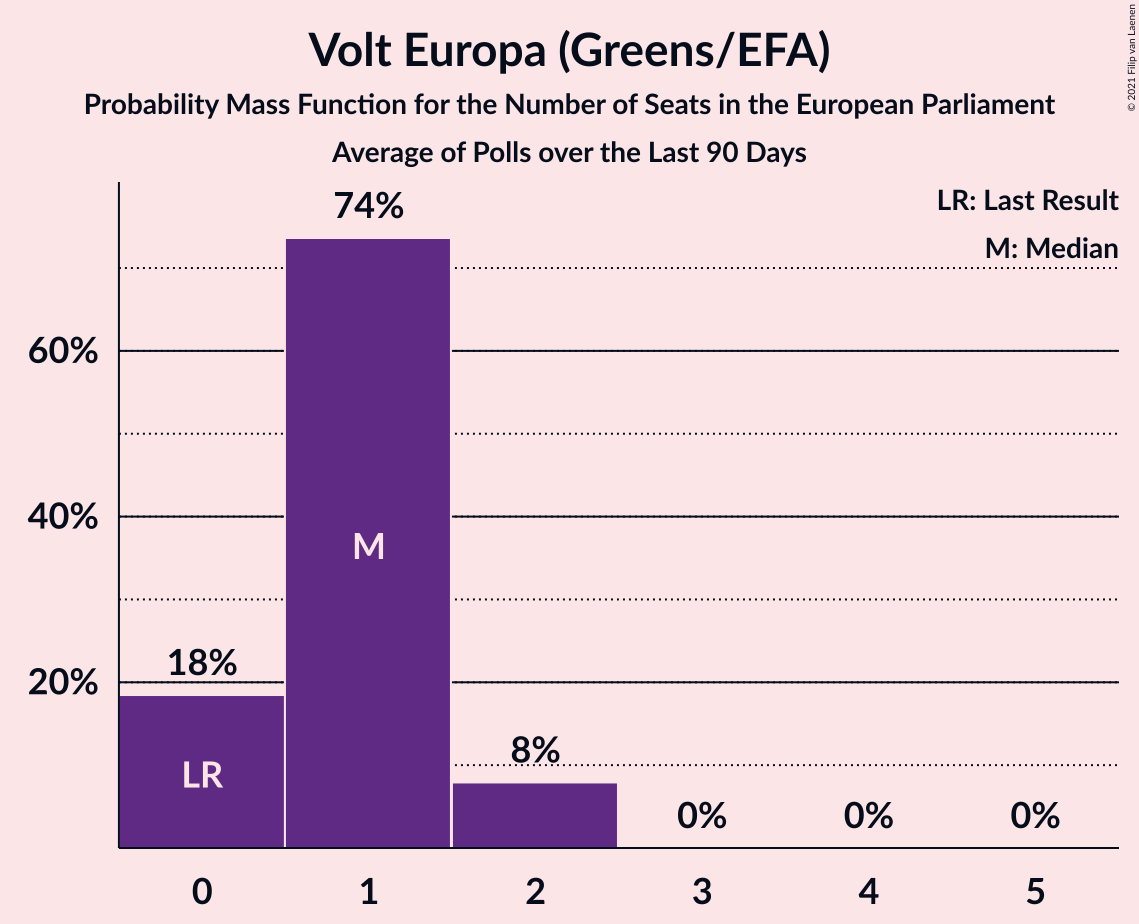 Volt Europa (Greens/EFA)
Probability Mass Function for the Number of Seats in the European Parliament
Average of Polls over the Last 90 Days
© 2021 Filip van Laenen
LR: Last Result
M: Median
74%
60%
40%
M
18%
20%
8%
LR
0%
0%
0%
0
1
2
3
4
5